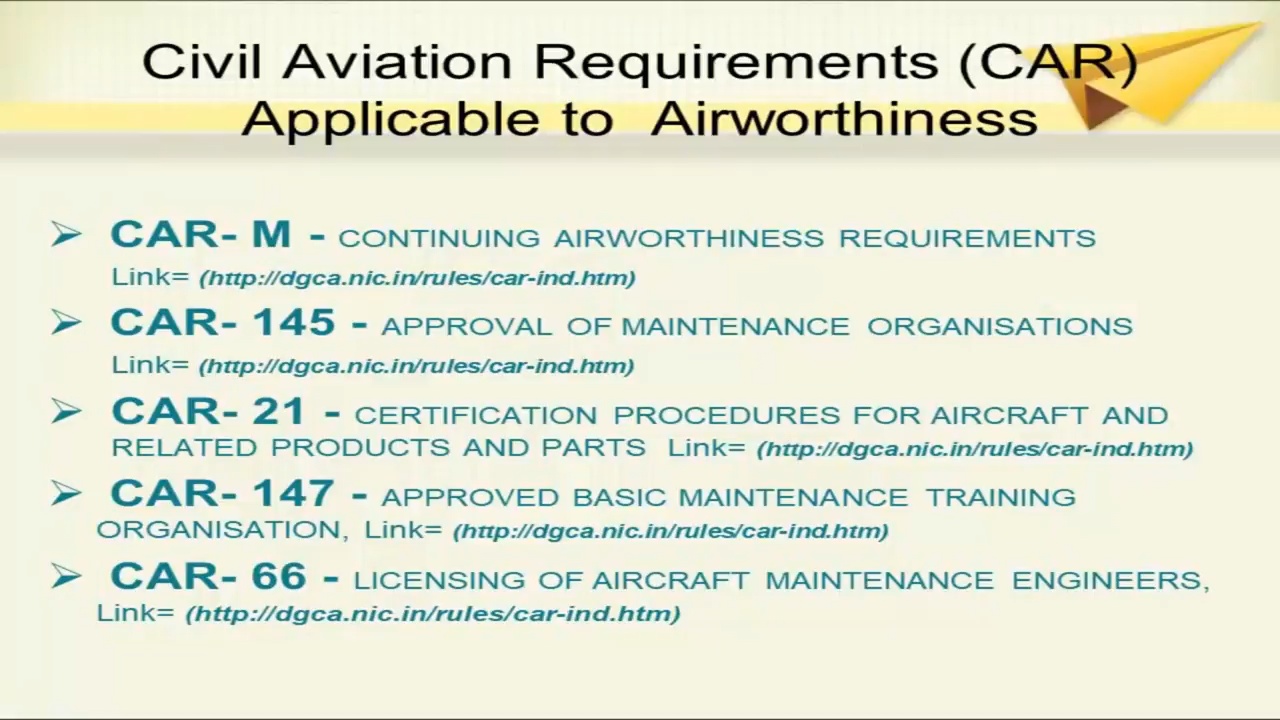 Civil Aviation Requirements (CAR)
Applicable to Airworthiness
➢ CAR- M - CONTINUING AIRWORTHINESS REQUIREMENTS
Link= (http://dgca.nic.in/rules/car-ind.htm)
➢ CAR- 145 - APPROVAL OF MAINTENANCE ORGANISATIONS
Link= (http://dgca.nic.in/rules/car-ind.htm)
➢ CAR- 21 - CERTIFICATION PROCEDURES FOR AIRCRAFT AND
RELATED PRODUCTS AND PARTS Link= (http://dgca.nic.in/rules/car-ind.htm)
➢ CAR- 147 - APPROVED BASIC MAINTENANCE TRAINING
ORGANISATION, Link= (http://dgca.nic.in/rules/car-ind.htm)
➢ CAR- 66 - LICENSING OF AIRCRAFT MAINTENANCE ENGINEERS,
Link= (http://dgca.nic.in/rules/car-ind.htm)